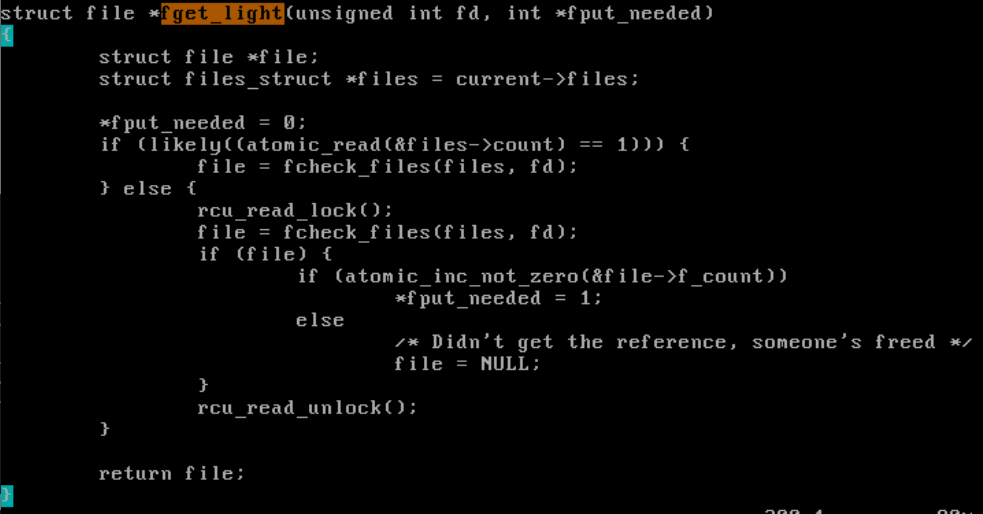 struct file *fget_light(unsigned int fd, int *fput_needed)
{
        struct file *file;
        struct files_struct *files = current->files;

        *fput_needed = 0;
        if (likely((atomic_read(&files->count) == 1))) {
                file = fcheck_files(files, fd);
        } else {
                rcu_read_lock();
                file = fcheck_files(files, fd);
                if (file) {
                        if (atomic_inc_not_zero(&file->f_count))
                                *fput_needed = 1;
                        else
                                /* Didn't get the reference, someone's freed */
                                file = NULL;
                }
                rcu_read_unlock();
        }

        return file;
}